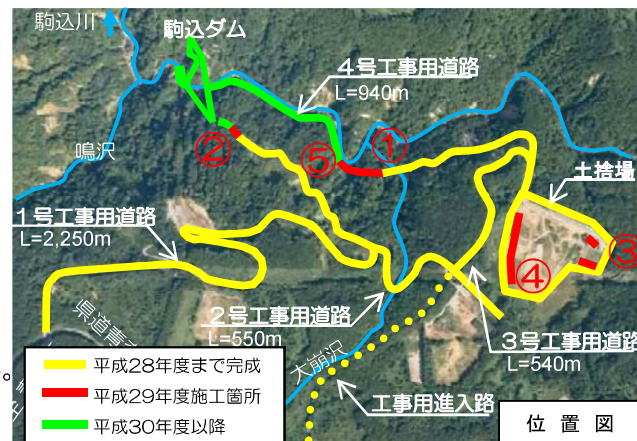 駒込川
駒込ダム
4号工事用道路
L=940m
②
⑤
①
鳴沢
土捨場
1号工事用道路
L=2,250m
③
④
2号工事用道路
L=550m
3号工事用道路
L=540m
県道青
大崩沢
工事用進入路
。
平成28年度まで完成
平成29年度施工箇所
平成30年度以降
位置図